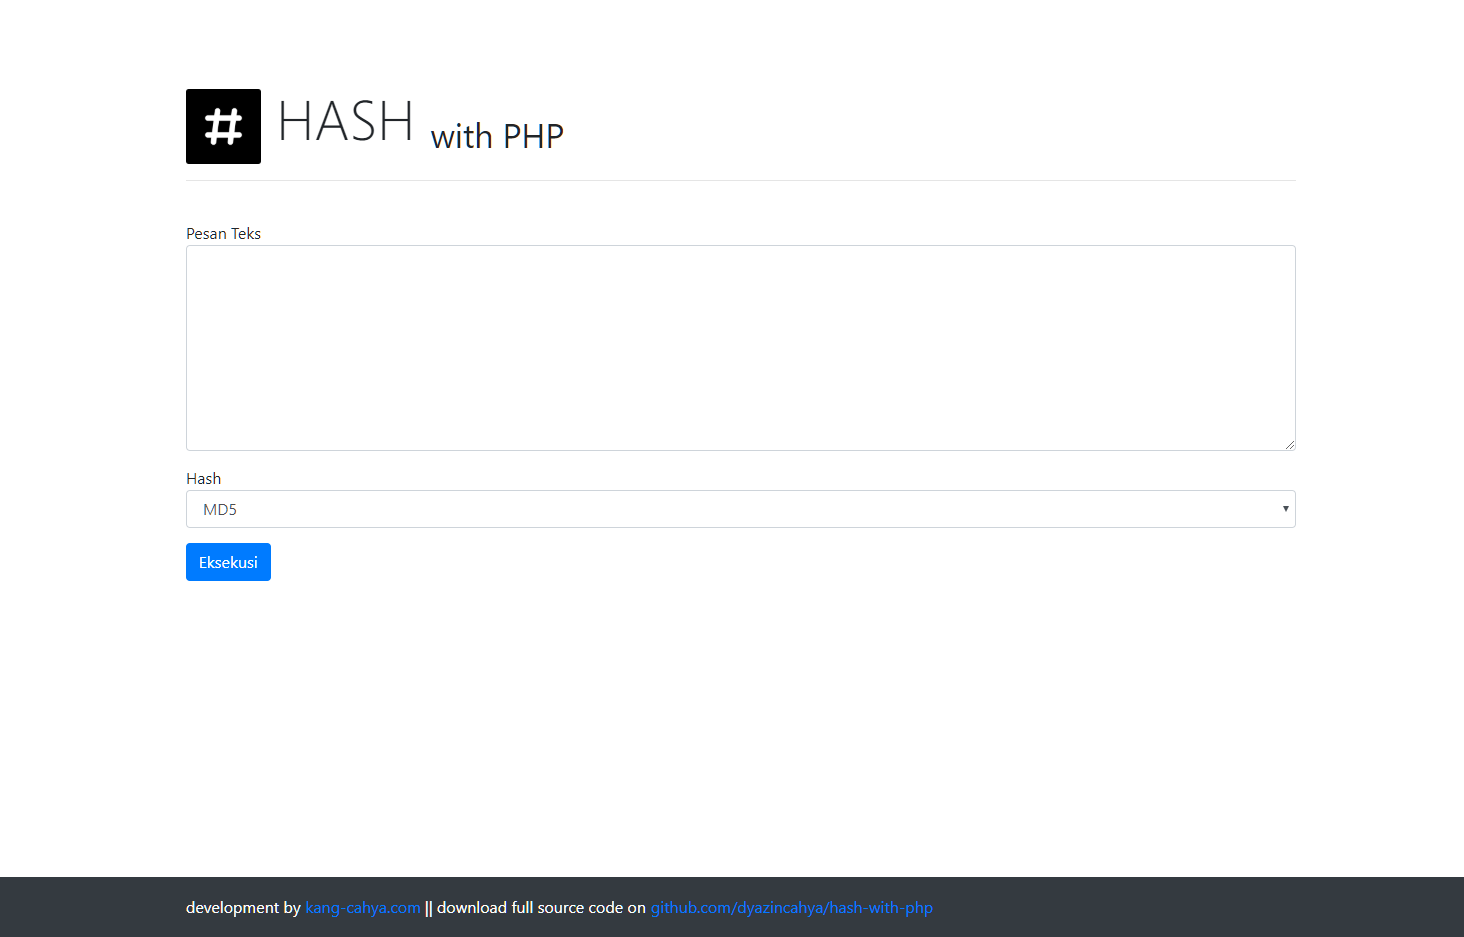 # HASH with PHP
Pesan Teks
Hash
MD5
Eksekusi
development by kang-cahya.com || download full source code on github.com/dyazincahya/hash-with-php